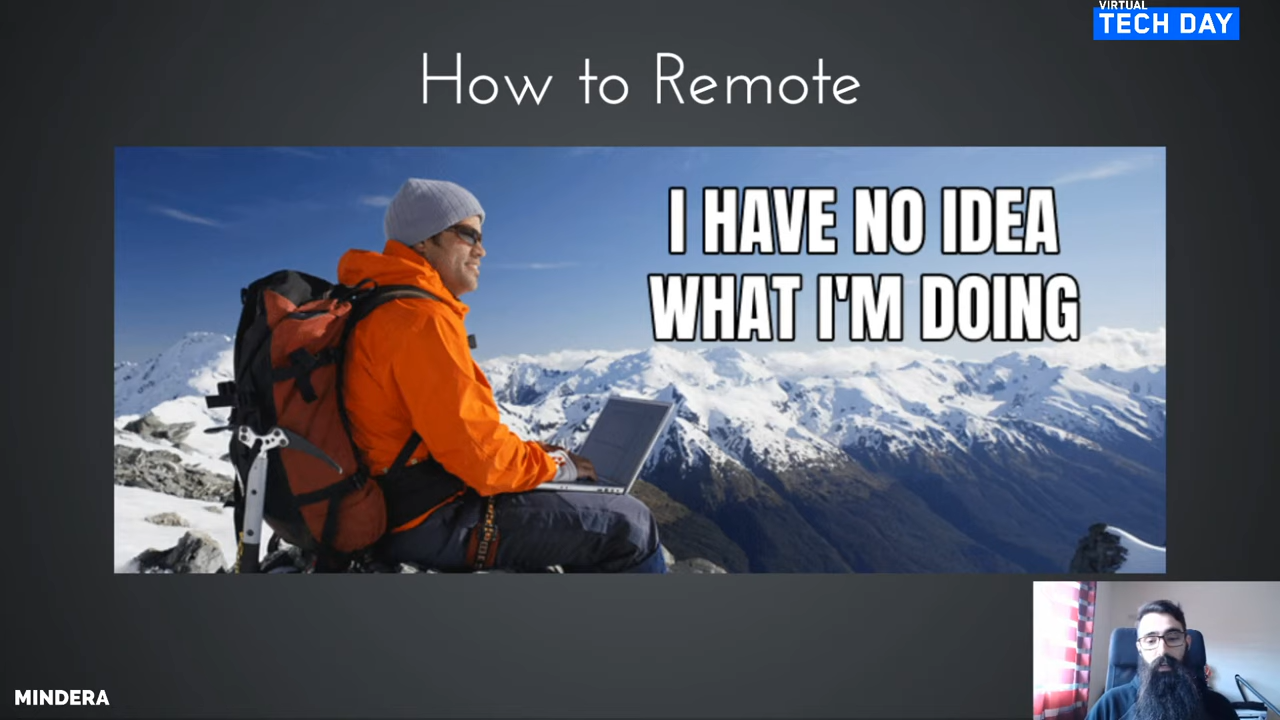 VIRTUAL
TECH DAY
How to Remote
I HAVE NO IDEA
WHAT I'M DOING
MINDERA